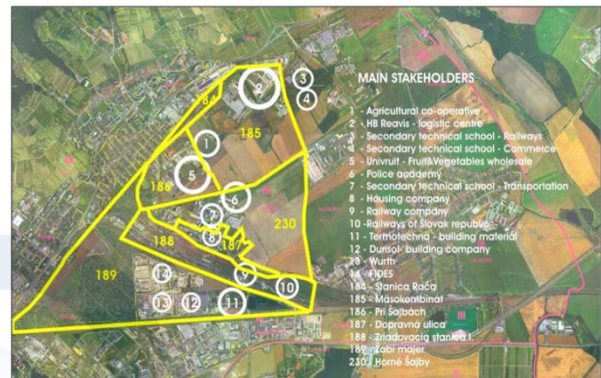 MAIN STAKEHOLDERS
1 - Agricultural co-operative
2 - HB Reavis - logistic centre
3 - Secondary technical school - Railways
4 - Secondary technical school - Commerce
5 - Univruit - Fruit&Vegetables wholesale
6 - Police academy
7 - Secondary technical school - Transportation
8 - Housing company
9 - Railway company
10 - Railways of Slovak republic
11 - Termotechna - building material
12 - Dunsol- building company
13 - Wurth
14 - FIDES
184 - Stanica Rača
185 - Mäsokombinát
186 - Pri Šajbách
187 - Dopravná ulica
188 - Zriaďovacia stanica I.
189 - Žabí majer
230 - Horné Šajby
184
2
3
4
185
1
5
186
6
7
230
8
187
188
189
14
9
10
13
12
11